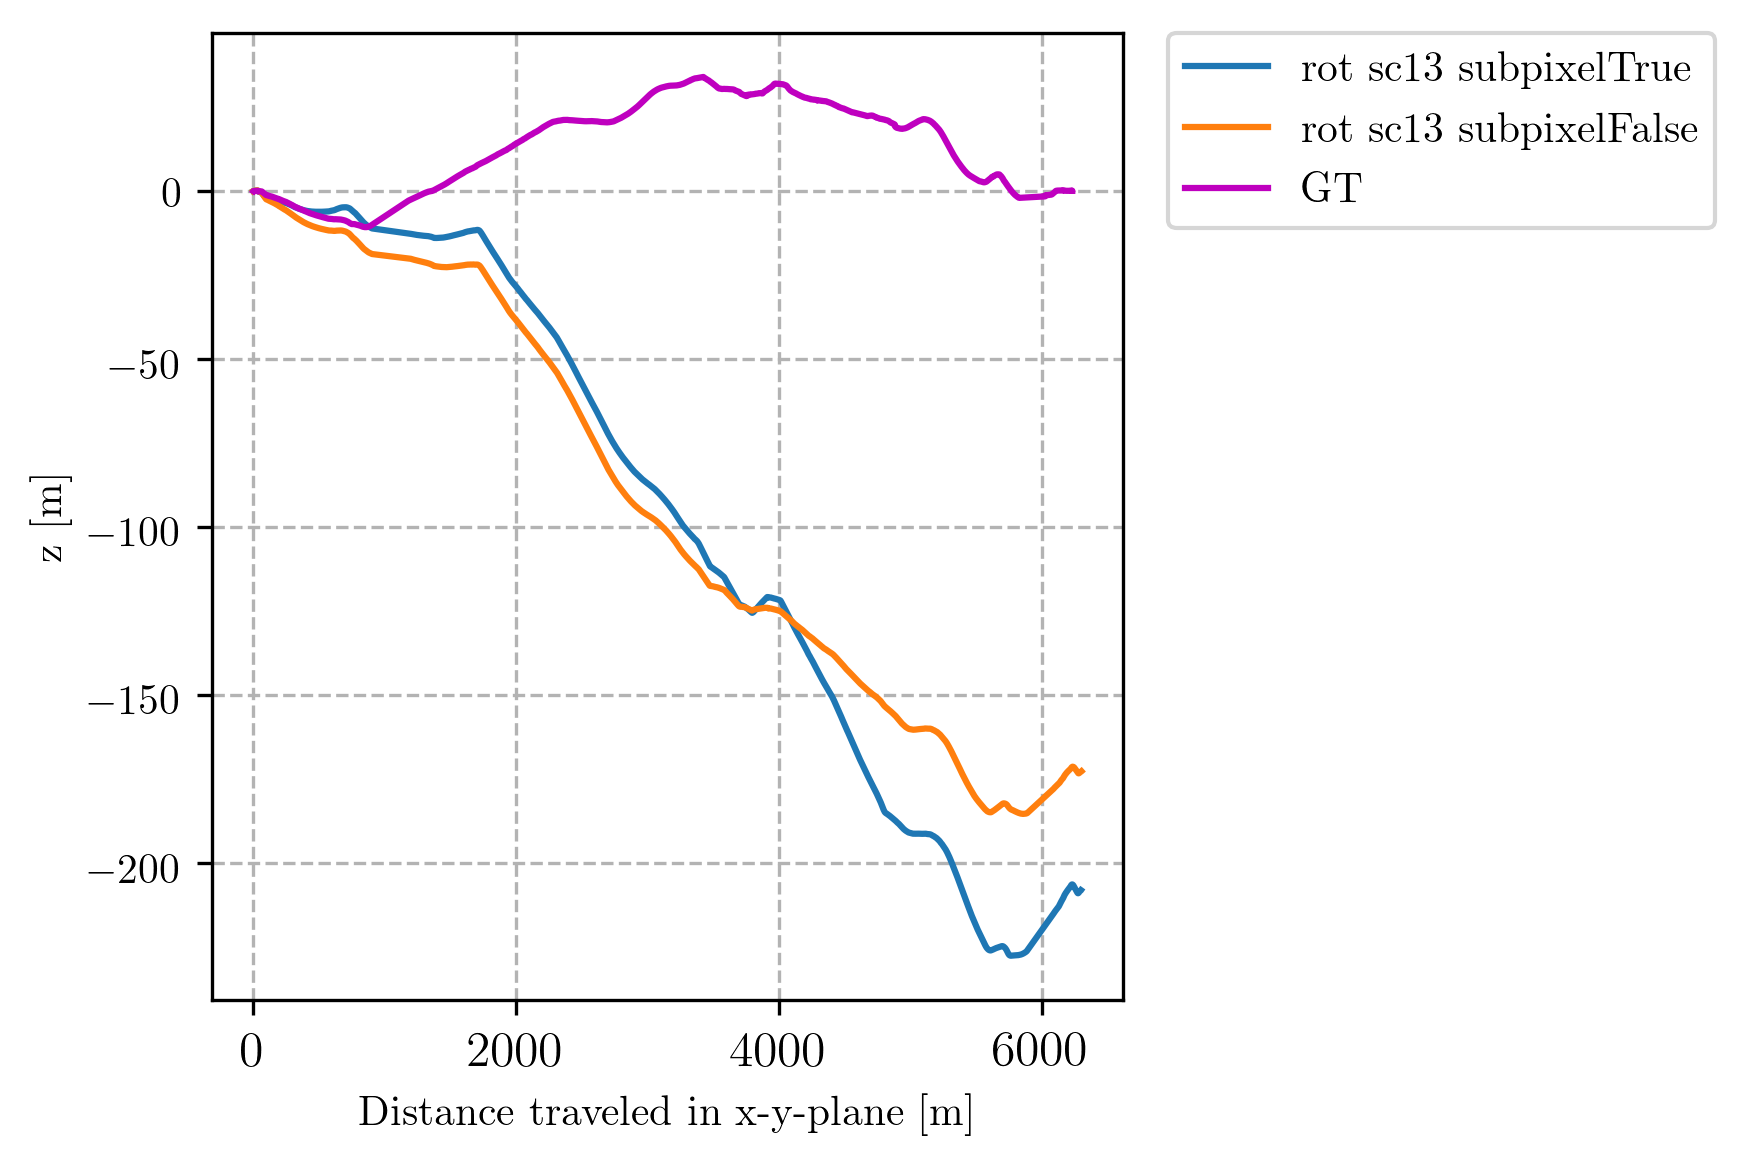 rot sc13 subpixelTrue
rot sc13 subpixelFalse
GT
0
−50
−100
−150
−200
z [m]
0 2000 4000 6000
Distance traveled in x-y-plane [m]